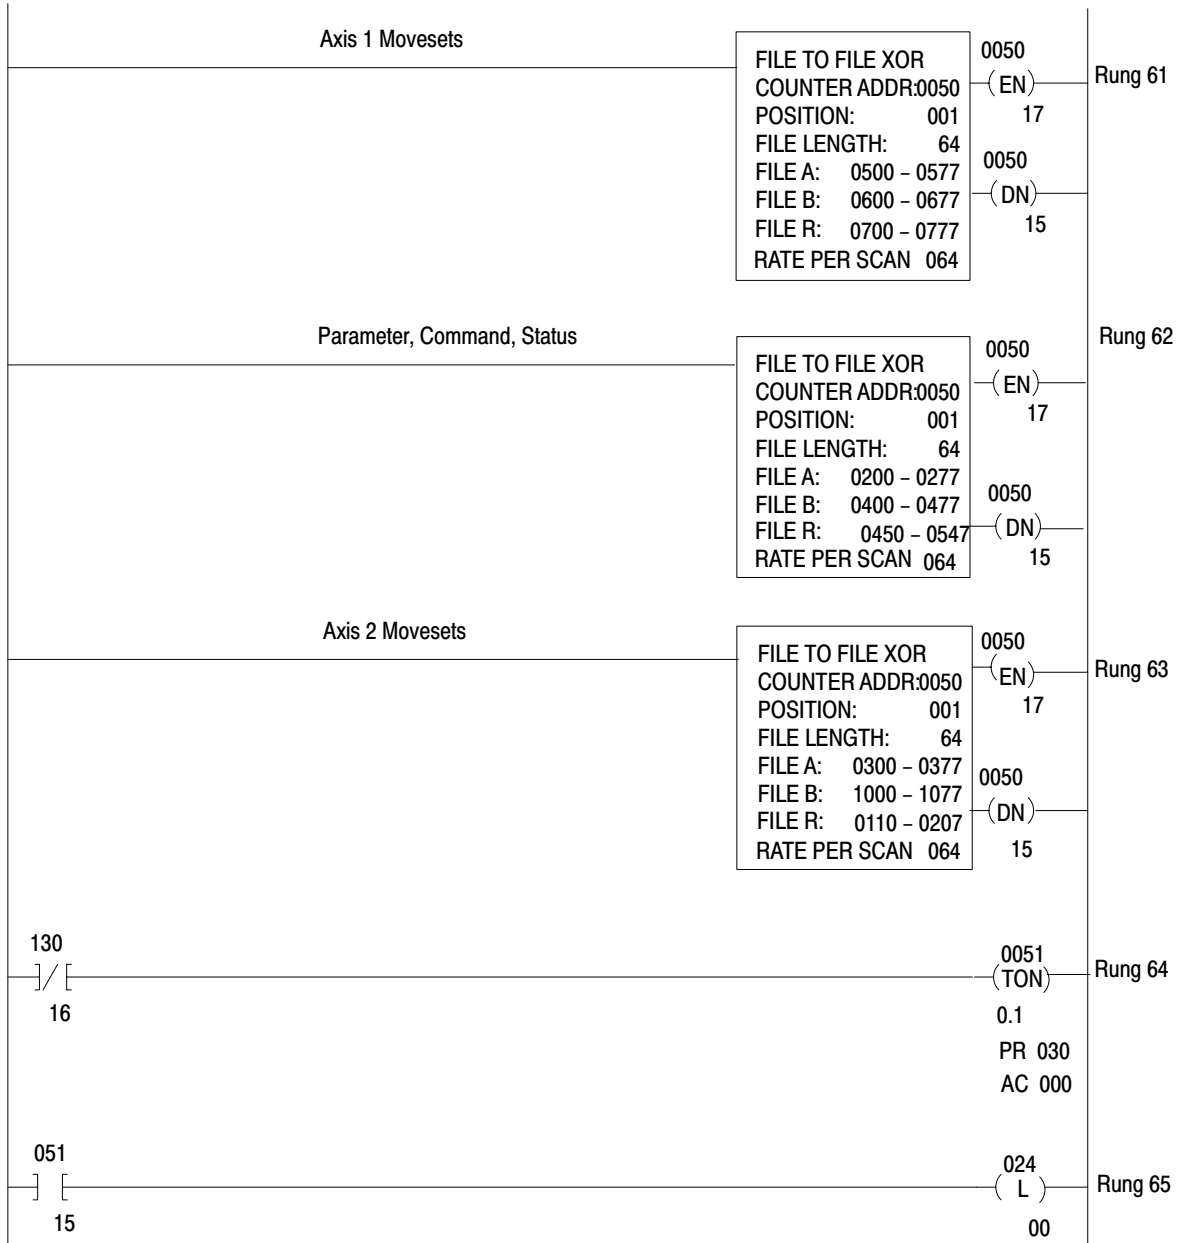 Axis 1 Movesets
FILE TO FILE XOR
COUNTER ADDR:0050
POSITION: 001
FILE LENGTH: 64
FILE A: 0500 – 0577
FILE B: 0600 – 0677
FILE R: 0700 – 0777
RATE PER SCAN 064
0050
EN
17
0050
DN
15
Rung 61
Parameter, Command, Status
FILE TO FILE XOR
COUNTER ADDR:0050
POSITION: 001
FILE LENGTH: 64
FILE A: 0200 – 0277
FILE B: 0400 – 0477
FILE R: 0450 – 0547
RATE PER SCAN 064
0050
EN
17
0050
DN
15
Rung 62
Axis 2 Movesets
FILE TO FILE XOR
COUNTER ADDR:0050
POSITION: 001
FILE LENGTH: 64
FILE A: 0300 – 0377
FILE B: 1000 – 1077
FILE R: 0110 – 0207
RATE PER SCAN 064
0050
EN
17
0050
DN
15
Rung 63
130
16
0051
TON
0.1
PR 030
AC 000
Rung 64
051
15
024
L
00
Rung 65